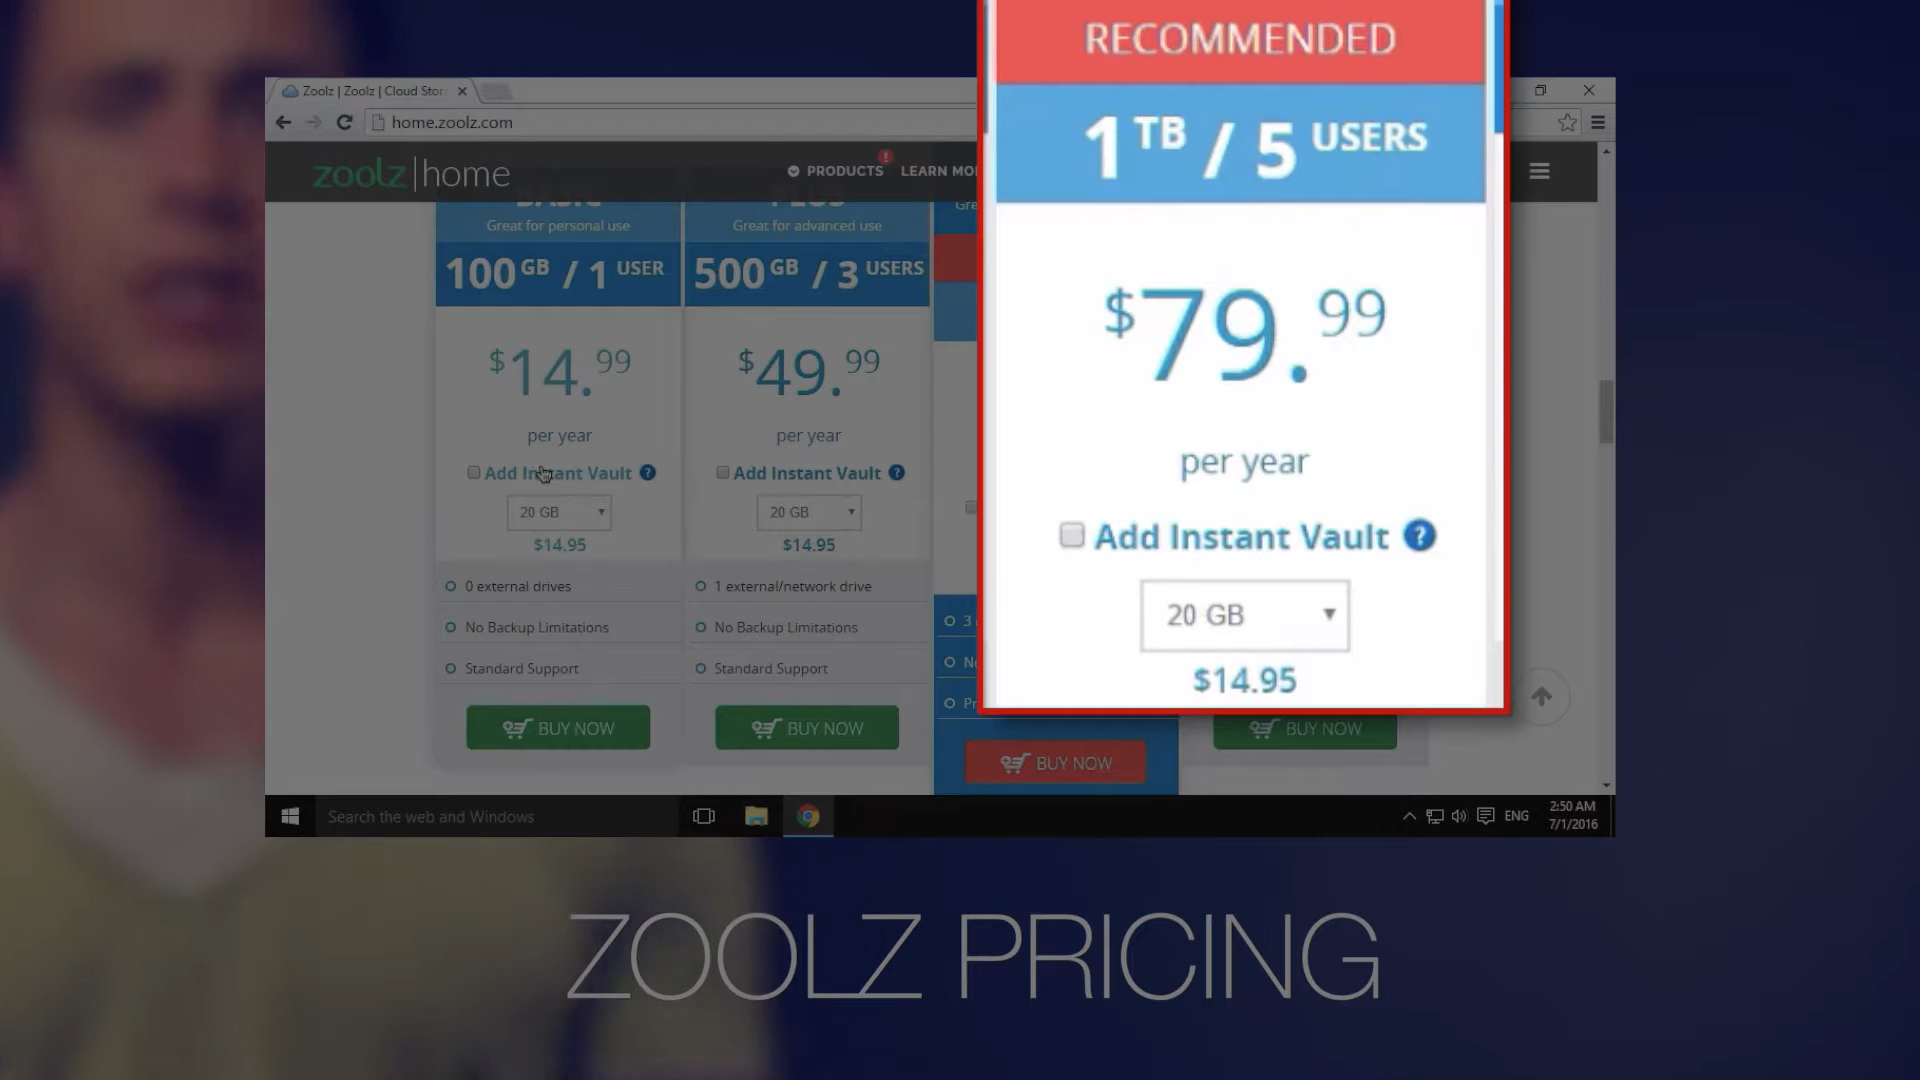 RECOMMENDED
Zoolz | Zoolz | Cloud Stor
home.zoolz.com
zoolz|home
PRODUCTS
!
LEARN MO
1 TB / 5 USERS
BASIC
Great for personal use
100 GB / 1 USER
$14.99
per year
Add Instant Vault ?
20 GB
$14.95
0 external drives
No Backup Limitations
Standard Support
BUY NOW
PLUS
Great for advanced use
500 GB / 3 USERS
$49.99
per year
Add Instant Vault ?
20 GB
$14.95
1 external/network drive
No Backup Limitations
Standard Support
BUY NOW
Gre
$79.99
per year
Add Instant Vault ?
20 GB
$14.95
3
BUY NOW
BUY NOW
Search the web and Windows
ENG
2:50 AM
7/1/2016
ZOOLZ PRICING